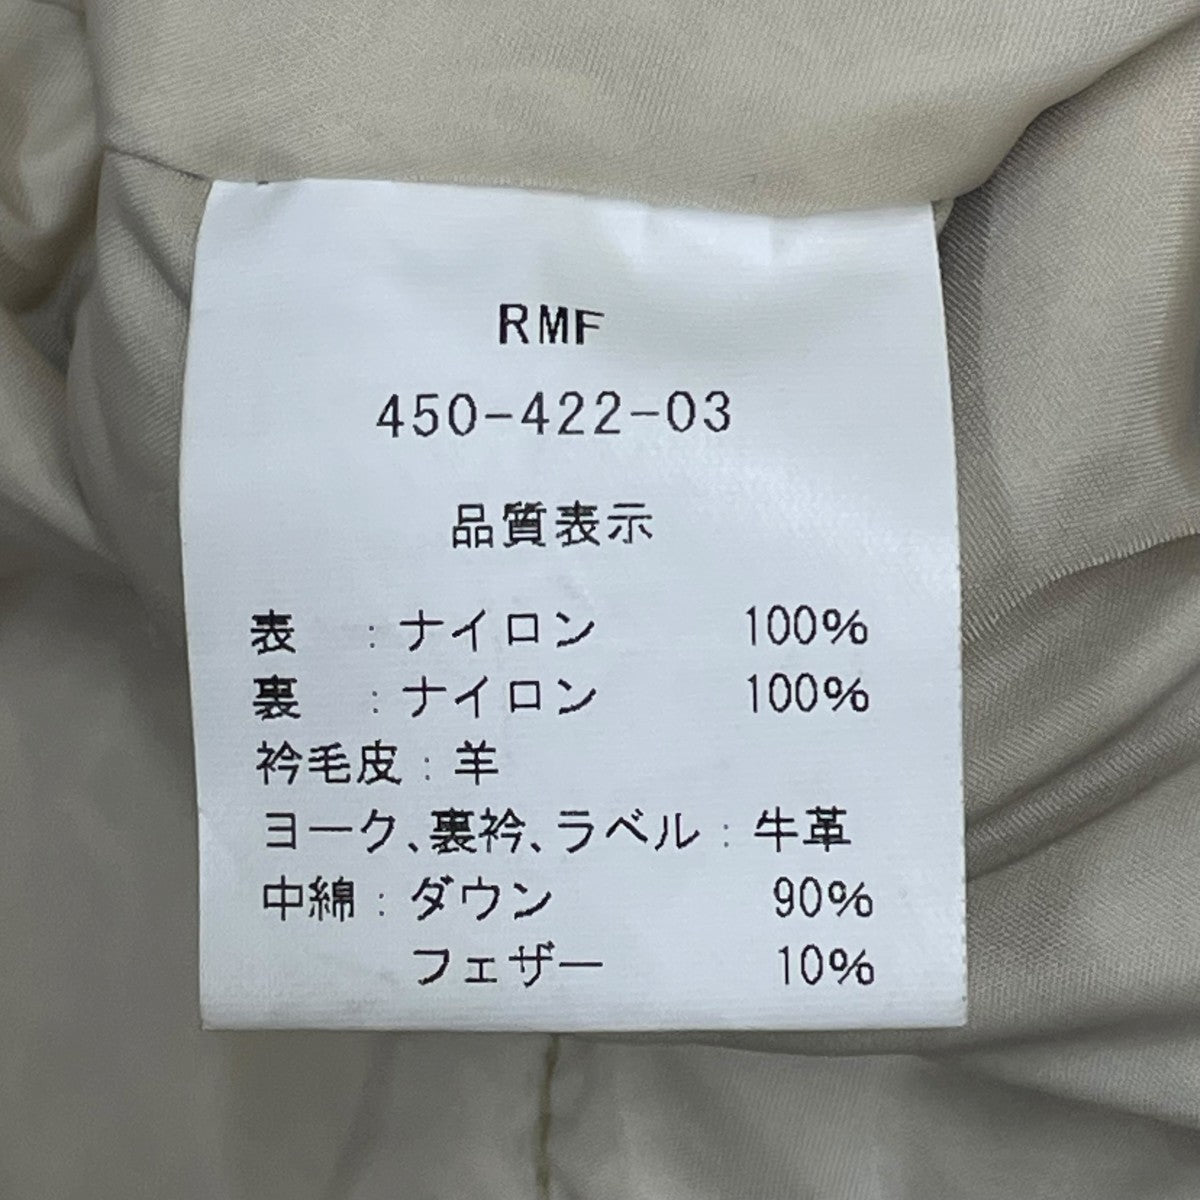 RMF
450-422-03
品質表示
表 : ナイロン 100%
裏 : ナイロン 100%
衿毛皮 : 羊
ヨーク、裏衿、ラベル : 牛革
中綿 : ダウン 90%
フェザー 10%